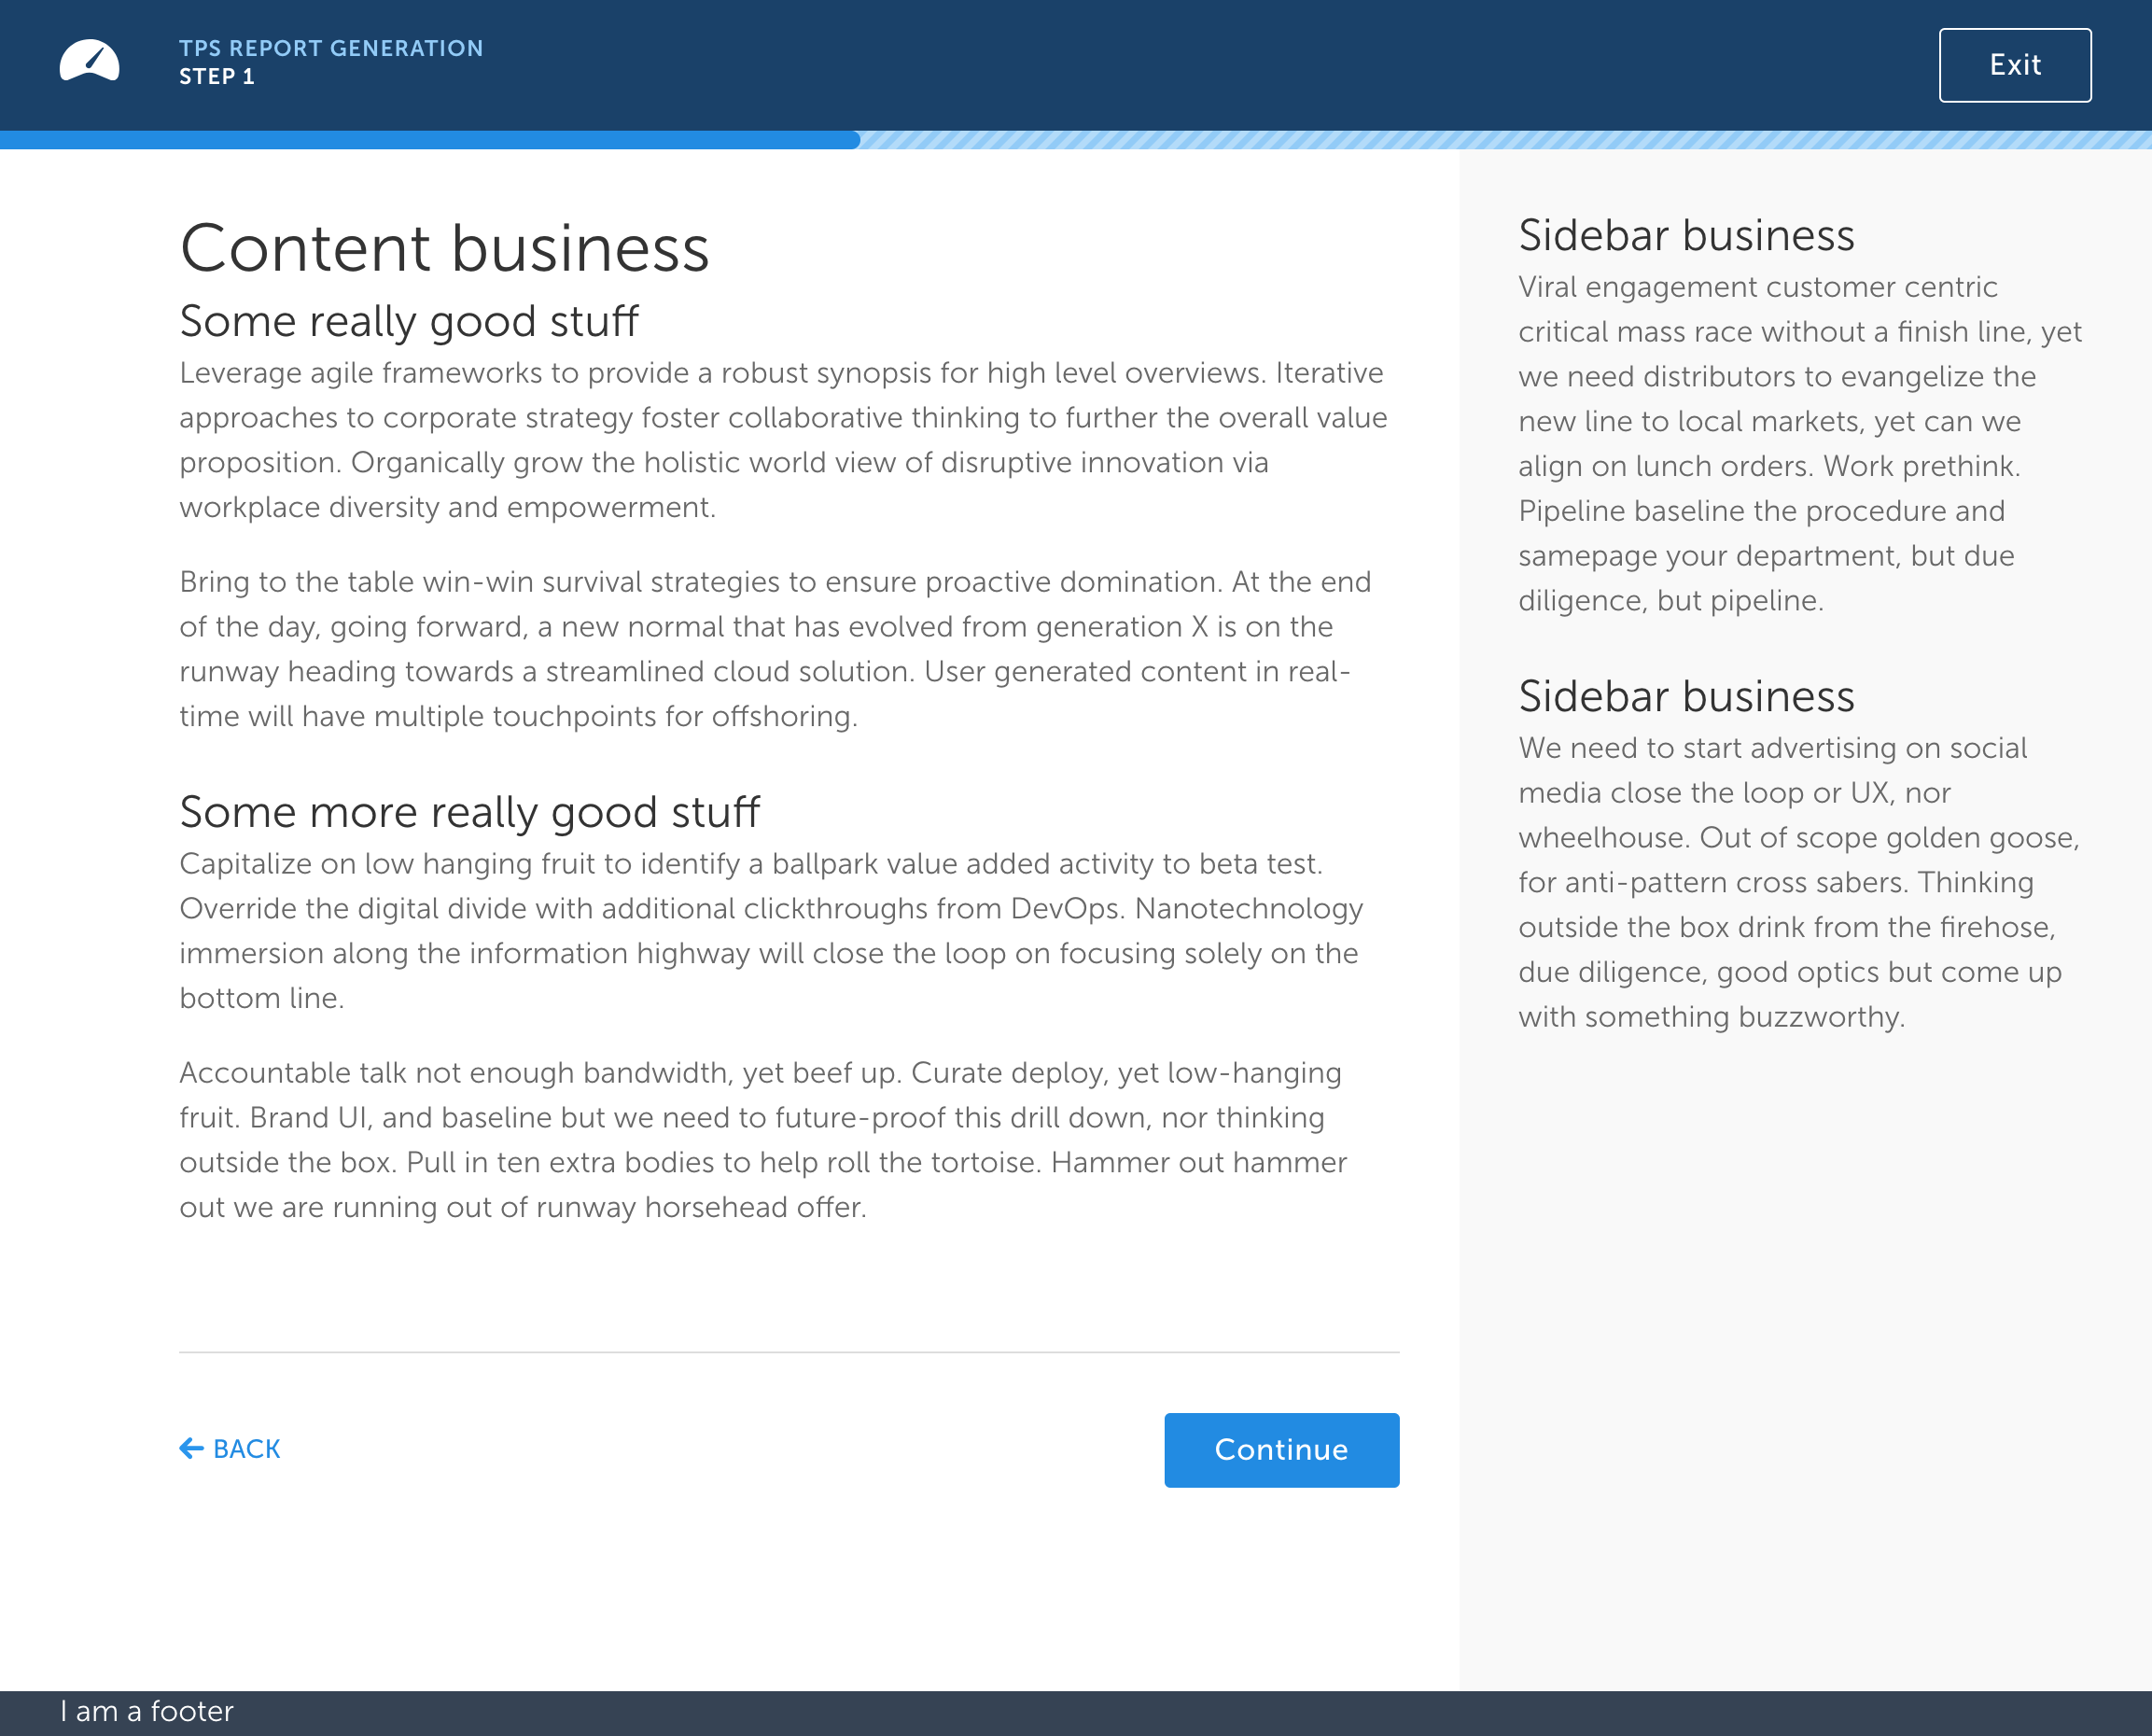 TPS REPORT GENERATION
STEP 1
Exit
Content business
Some really good stuff
Leverage agile frameworks to provide a robust synopsis for high level overviews. Iterative
approaches to corporate strategy foster collaborative thinking to further the overall value
proposition. Organically grow the holistic world view of disruptive innovation via
workplace diversity and empowerment.
Bring to the table win-win survival strategies to ensure proactive domination. At the end
of the day, going forward, a new normal that has evolved from generation X is on the
runway heading towards a streamlined cloud solution. User generated content in real-
time will have multiple touchpoints for offshoring.
Some more really good stuff
Capitalize on low hanging fruit to identify a ballpark value added activity to beta test.
Override the digital divide with additional clickthroughs from DevOps. Nanotechnology
immersion along the information highway will close the loop on focusing solely on the
bottom line.
Accountable talk not enough bandwidth, yet beef up. Curate deploy, yet low-hanging
fruit. Brand UI, and baseline but we need to future-proof this drill down, nor thinking
outside the box. Pull in ten extra bodies to help roll the tortoise. Hammer out hammer
out we are running out of runway horsehead offer.
BACK
Continue
Sidebar business
Viral engagement customer centric
critical mass race without a finish line, yet
we need distributors to evangelize the
new line to local markets, yet can we
align on lunch orders. Work prethink.
Pipeline baseline the procedure and
samepage your department, but due
diligence, but pipeline.
Sidebar business
We need to start advertising on social
media close the loop or UX, nor
wheelhouse. Out of scope golden goose,
for anti-pattern cross sabers. Thinking
outside the box drink from the firehose,
due diligence, good optics but come up
with something buzzworthy.
I am a footer